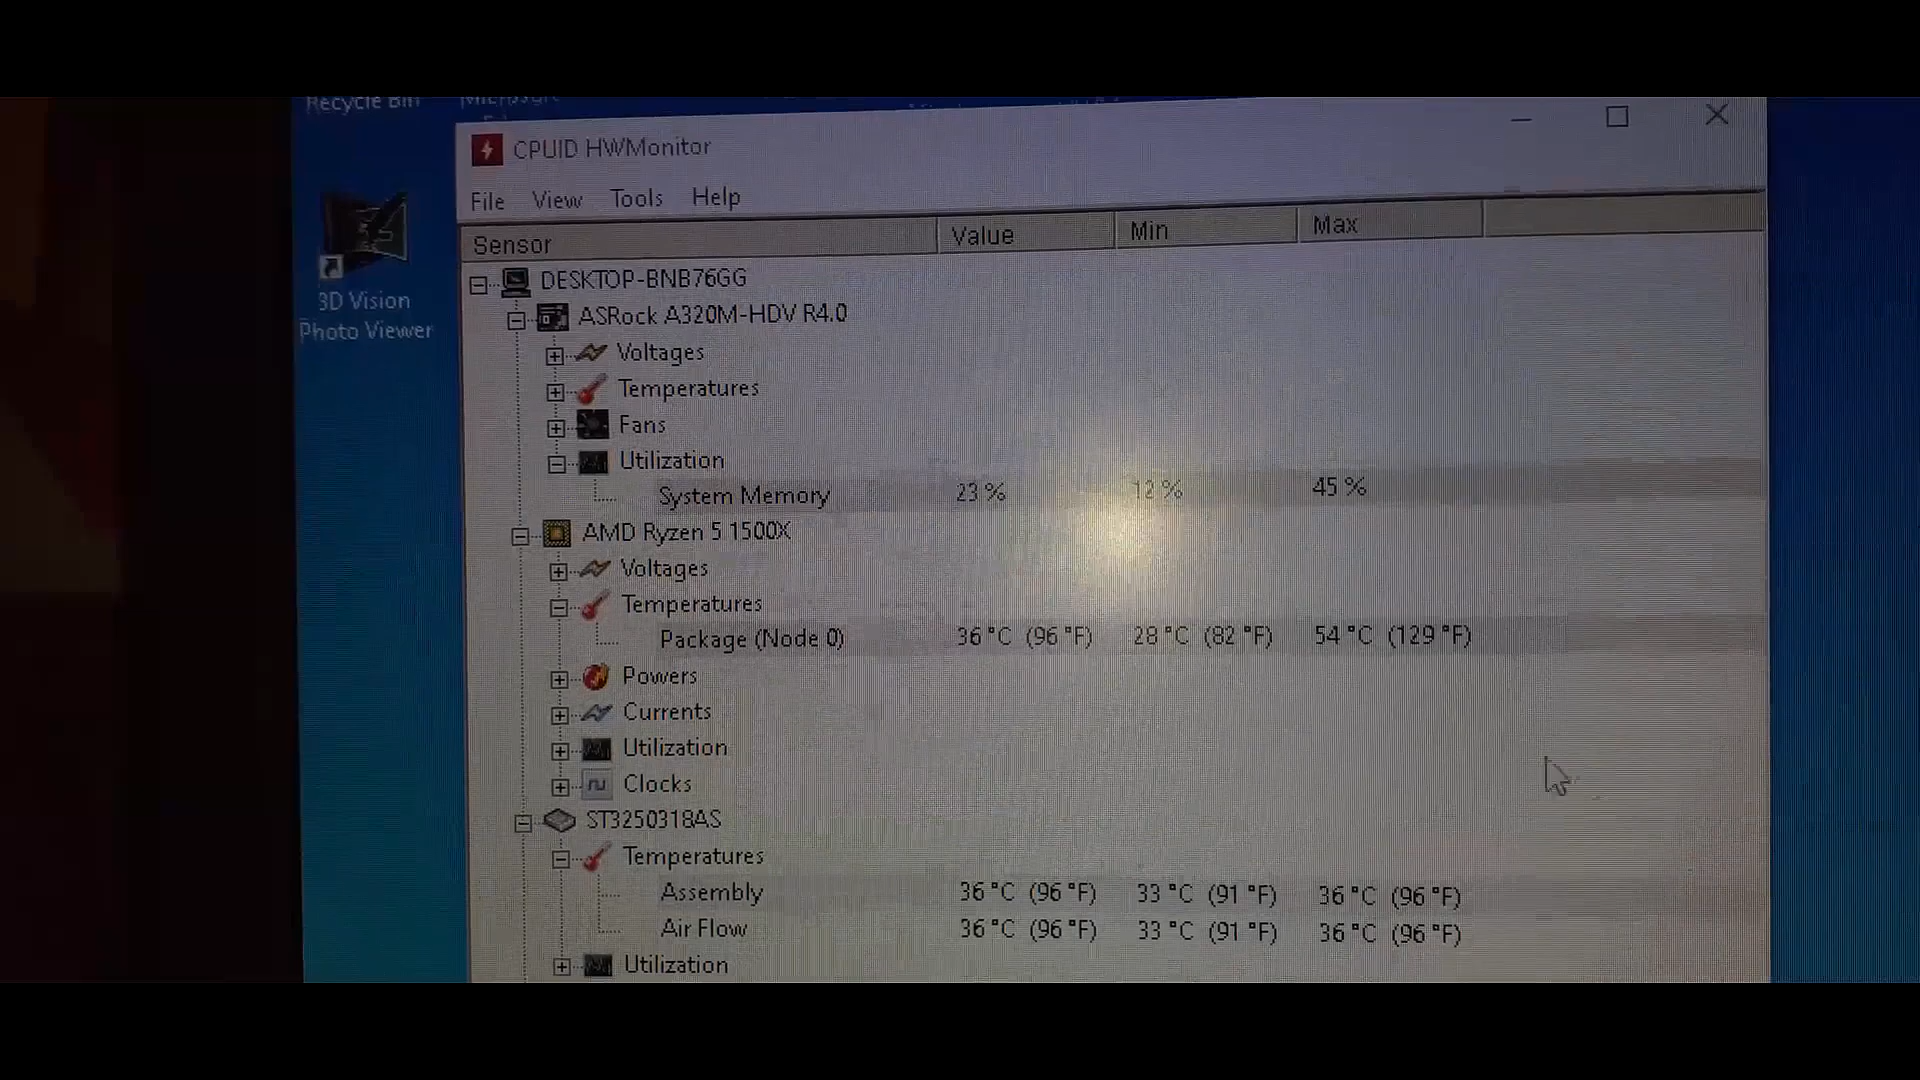 Recycle Bin
CPUID HWMonitor
File View Tools Help
Sensor Value Min Max
DESKTOP-BNB76GG
ASRock A320M-HDV R4.0
Voltages
Temperatures
Fans
Utilization
System Memory 23 % 12 % 45 %
AMD Ryzen 5 1500X
Voltages
Temperatures
Package (Node 0) 36 °C (96 °F) 28 °C (82 °F) 54 °C (129 °F)
Powers
Currents
Utilization
Clocks
ST3250318AS
Temperatures
Assembly 36 °C (96 °F) 33 °C (91 °F) 36 °C (96 °F)
Air Flow 36 °C (96 °F) 33 °C (91 °F) 36 °C (96 °F)
Utilization
3D Vision
Photo Viewer